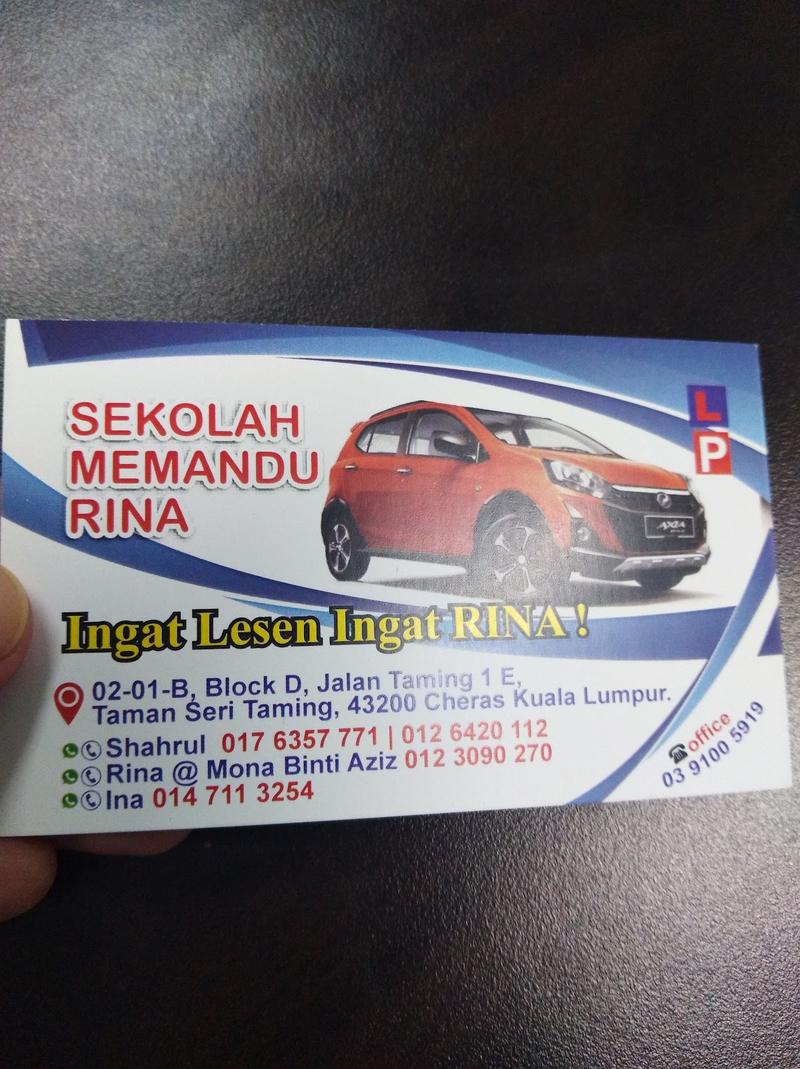 SEKOLAH
MEMANDU
RINA
L
P
AXIA
Ingat Lesen Ingat RINA !
02-01-B, Block D, Jalan Taming 1 E,
Taman Seri Taming, 43200 Cheras Kuala Lumpur.
Shahrul 017 6357 771 | 012 6420 112
Rina @ Mona Binti Aziz 012 3090 270
Ina 014 711 3254
office
03 9100 5919